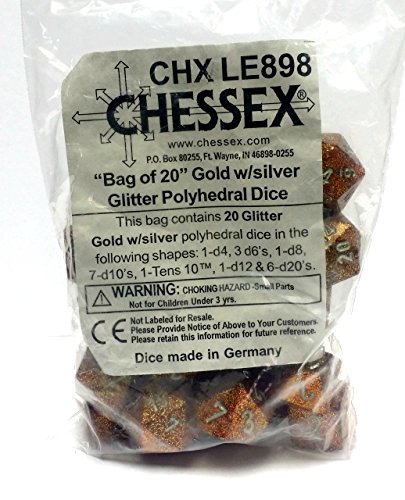 CHX LE898
CHESSEX®
www.chessex.com
P.O. Box 80255, Ft. Wayne, IN 46898-0255
"Bag of 20" Gold w/silver
Glitter Polyhedral Dice
This bag contains 20 Glitter
Gold w/silver polyhedral dice in the
following shapes: 1-d4, 3 d6's, 1-d8,
7-d10's, 1-Tens 10™, 1-d12 & 6-d20's.
WARNING: CHOKING HAZARD -Small Parts
Not for Children Under 3 yrs.
CE Not Labeled for Resale.
Please Provide Notice of Above to Your Customers.
Please retain this information for future reference.
Dice made in Germany
20
7
3